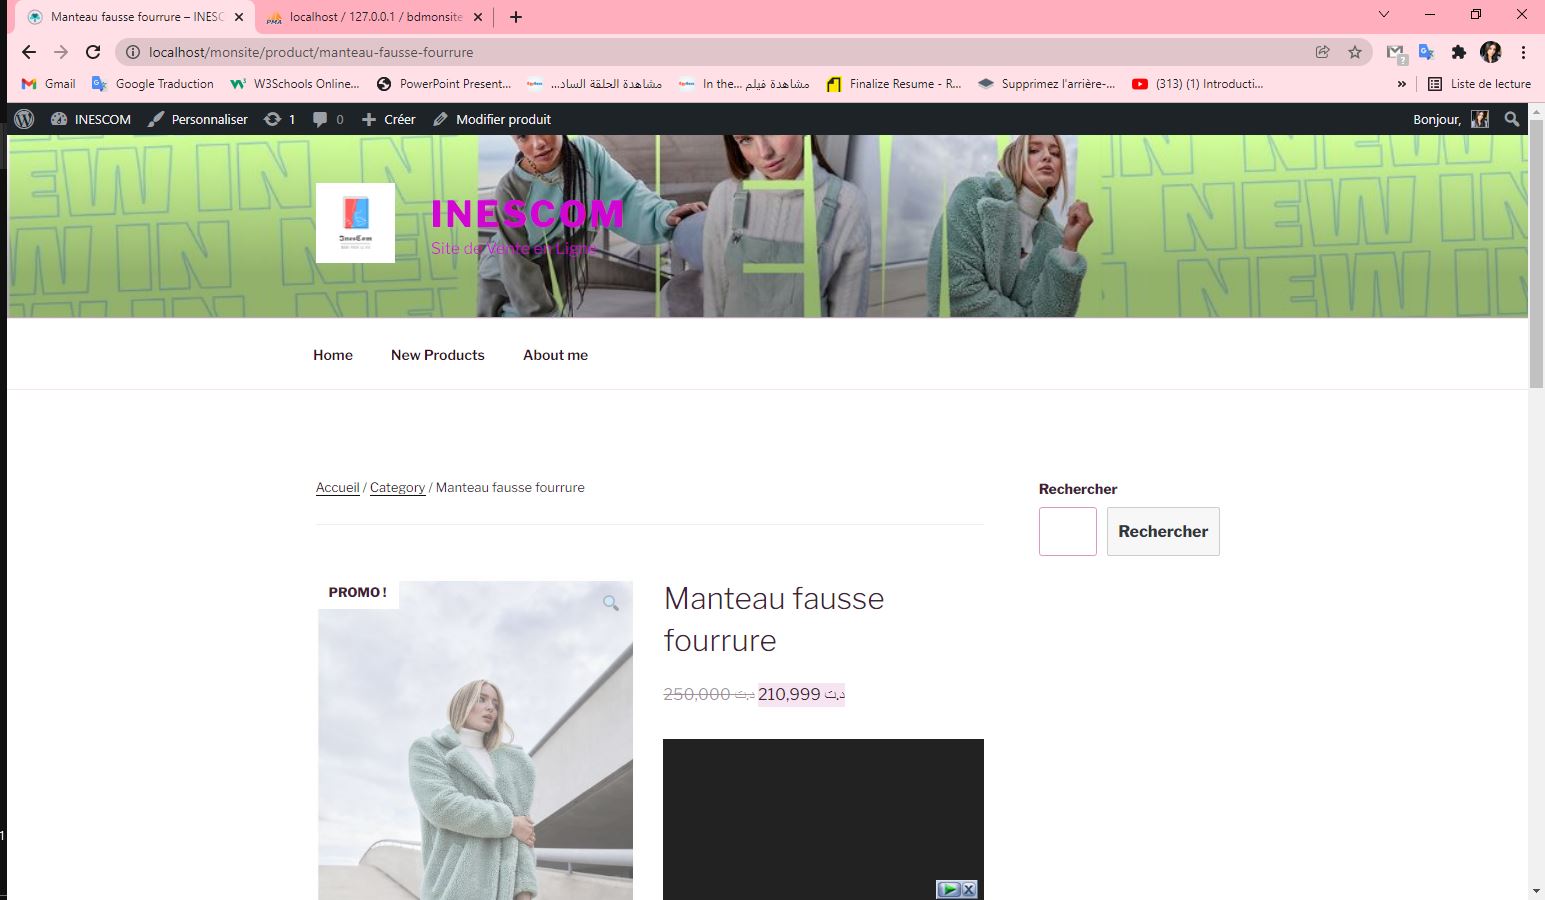 Manteau fausse fourrure – INESC
localhost / 127.0.0.1 / bdmonsite
localhost/monsite/product/manteau-fausse-fourrure
Gmail
Google Traduction
W3Schools Online...
PowerPoint Present...
مشاهدة الحلقة الساد...
In the... مشاهدة فيلم
Finalize Resume - R...
Supprimez l'arrière-...
(313) (1) Introducti...
»
Liste de lecture
INESCOM
Personnaliser
1
0
Créer
Modifier produit
Bonjour,
NEW IN
InesCom
INESCOM
Site de Vente en Ligne
Home
New Products
About me
Accueil / Category / Manteau fausse fourrure
Rechercher
Rechercher
PROMO !
Manteau fausse
fourrure
250,000 د.ت 210,999 د.ت